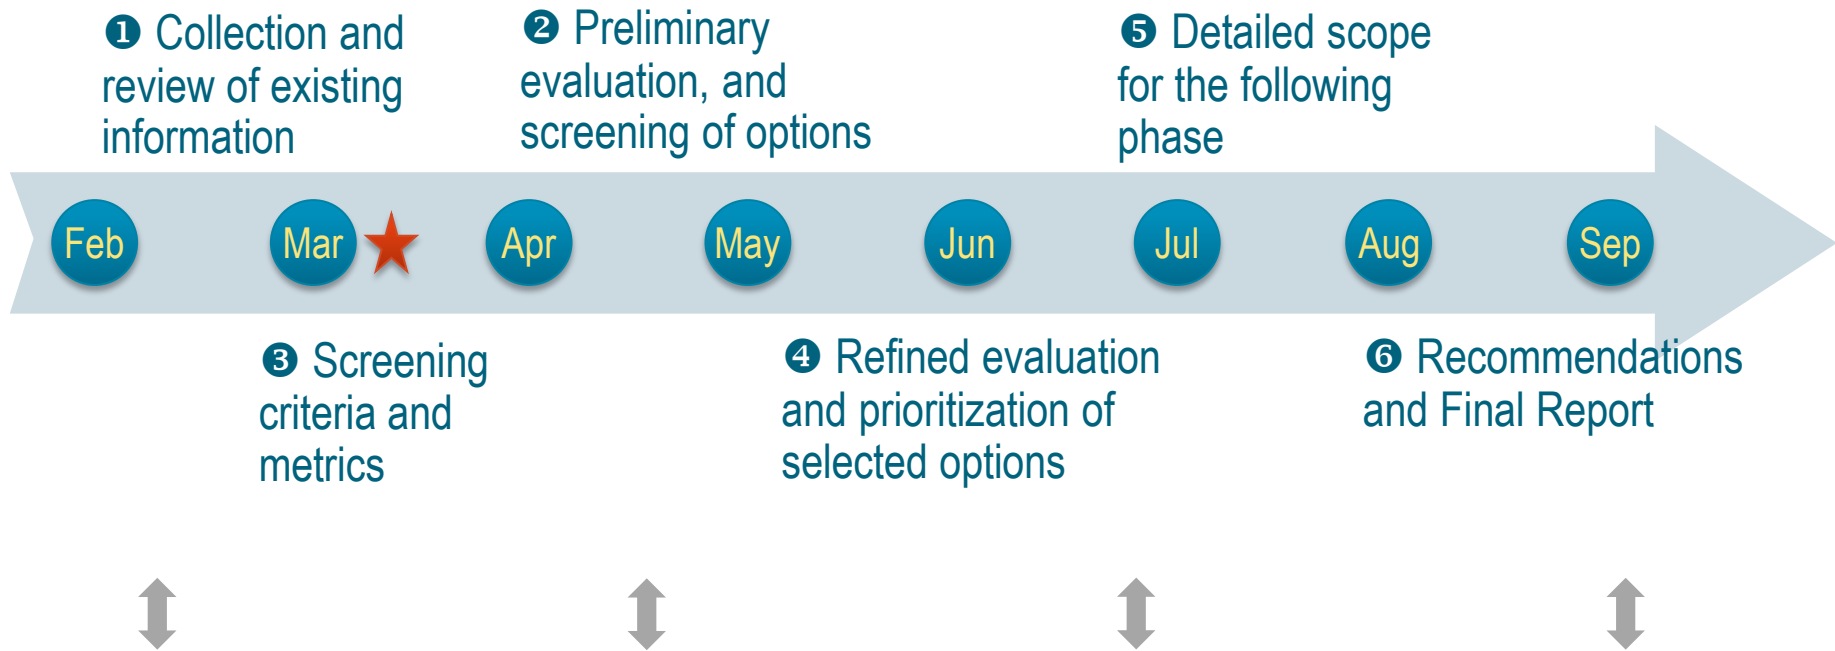 ❶ Collection and
review of existing
information
❷ Preliminary
evaluation, and
screening of options
❺ Detailed scope
for the following
phase
Feb
Mar
Apr
May
Jun
Jul
Aug
Sep
❸ Screening
criteria and
metrics
❹ Refined evaluation
and prioritization of
selected options
❻ Recommendations
and Final Report